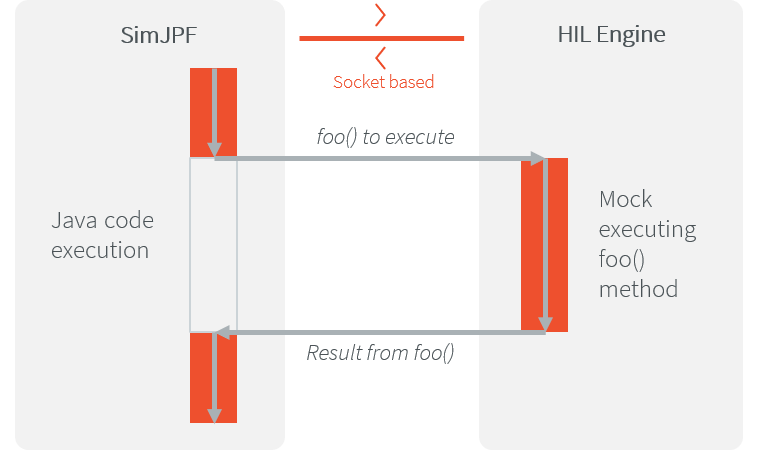 SimJPF
HIL Engine
Socket based
foo() to execute
Java code
execution
Mock
executing
foo()
method
Result from foo()